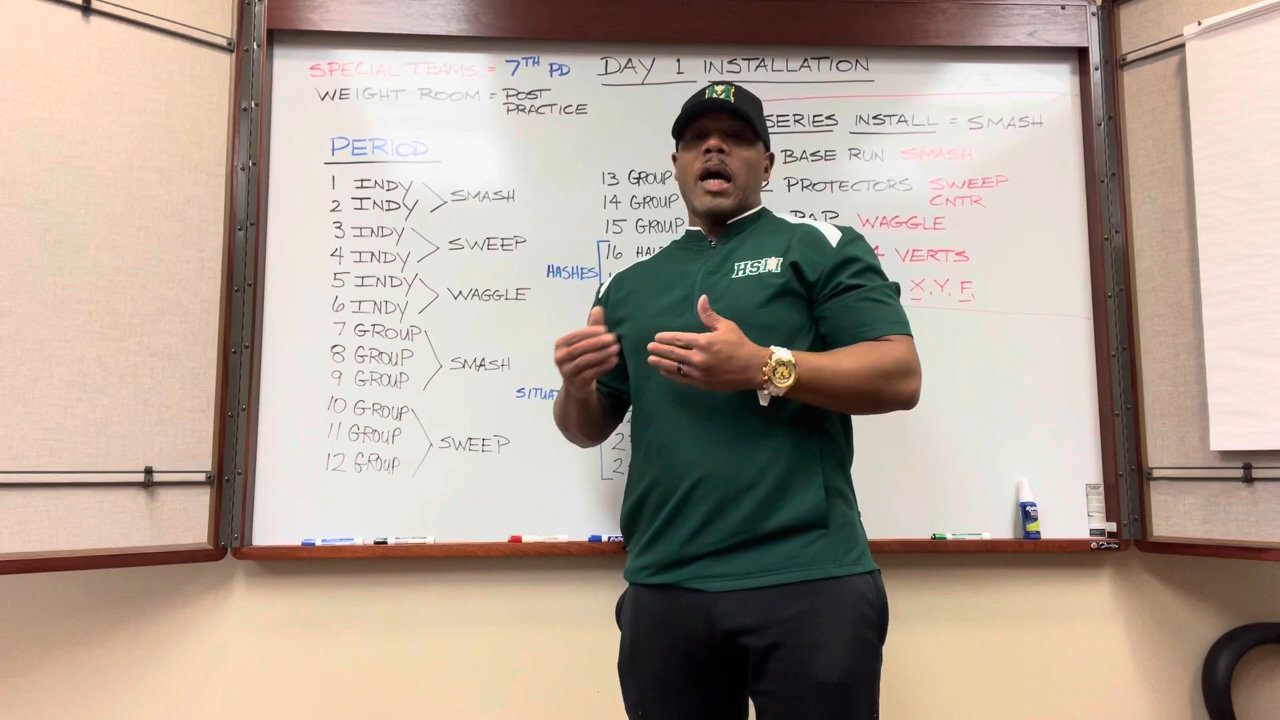 SPECIAL TEAMS = 7TH PD
WEIGHT ROOM = POST
PRACTICE
DAY 1 INSTALLATION
PERIOD
1 INDY
2 INDY
SMASH
3 INDY
4 INDY
SWEEP
5 INDY
6 INDY
WAGGLE
7 GROUP
8 GROUP
9 GROUP
SMASH
10 GROUP
11 GROUP
12 GROUP
SWEEP
13 GROUP
14 GROUP
15 GROUP
16
HASHES
SERIES INSTALL = SMASH
BASE RUN SMASH
2 PROTECTORS SWEEP
CNTR
WAGGLE
4 VERTS
X, Y, F,
M
HSM